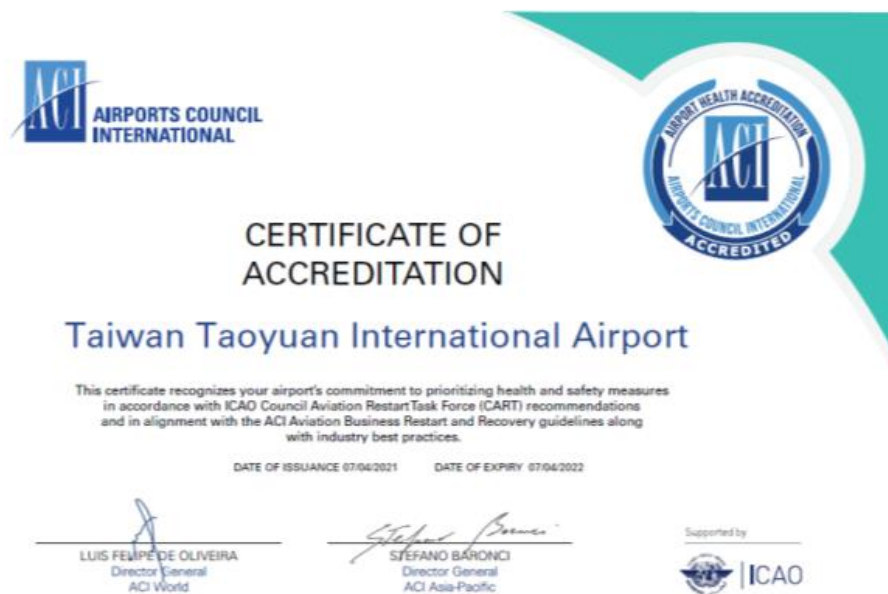 ACI
AIRPORTS COUNCIL
INTERNATIONAL
AIRPORT HEALTH ACCREDITATION
ACI
AIRPORTS COUNCIL INTERNATIONAL
ACCREDITED
CERTIFICATE OF
ACCREDITATION
Taiwan Taoyuan International Airport
This certificate recognizes your airport's commitment to prioritizing health and safety measures
in accordance with ICAO Council Aviation Restart Task Force (CART) recommendations
and in alignment with the ACI Aviation Business Restart and Recovery guidelines along
with industry best practices.
DATE OF ISSUANCE 07/04/2021 DATE OF EXPIRY 07/04/2022
Stefano Baronci
LUIS FELIPE DE OLIVEIRA
Director General
ACI World
STEFANO BARONCI
Director General
ACI Asia-Pacific
Supported by
ICAO